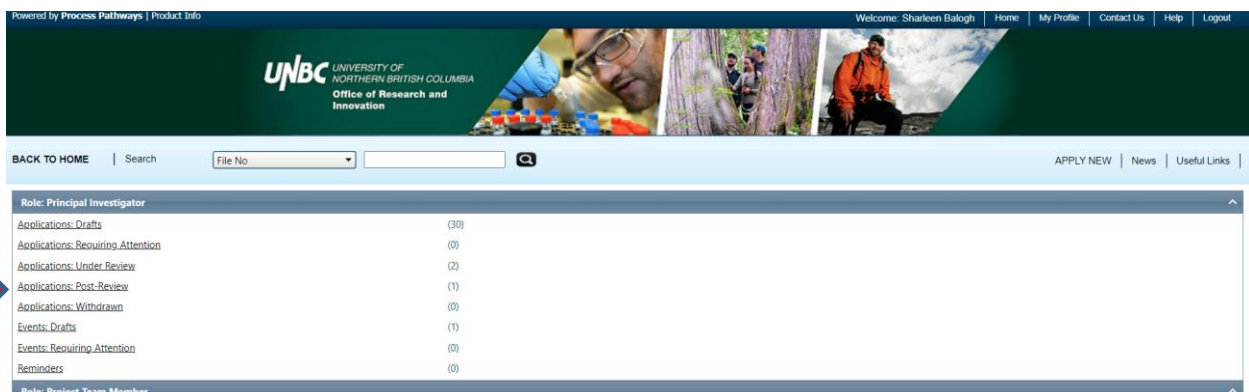 Powered by Process Pathways | Product Info
Welcome: Sharleen Balogh | Home | My Profile | Contact Us | Help | Logout
UNBC UNIVERSITY OF
NORTHERN BRITISH COLUMBIA
Office of Research and
Innovation
BACK TO HOME | Search File No APPLY NEW | News | Useful Links |
Role: Principal Investigator
Applications: Drafts (30)
Applications: Requiring Attention (0)
Applications: Under Review (2)
Applications: Post-Review (1)
Applications: Withdrawn (0)
Events: Drafts (1)
Events: Requiring Attention (0)
Reminders (0)
Role: Project Team Member